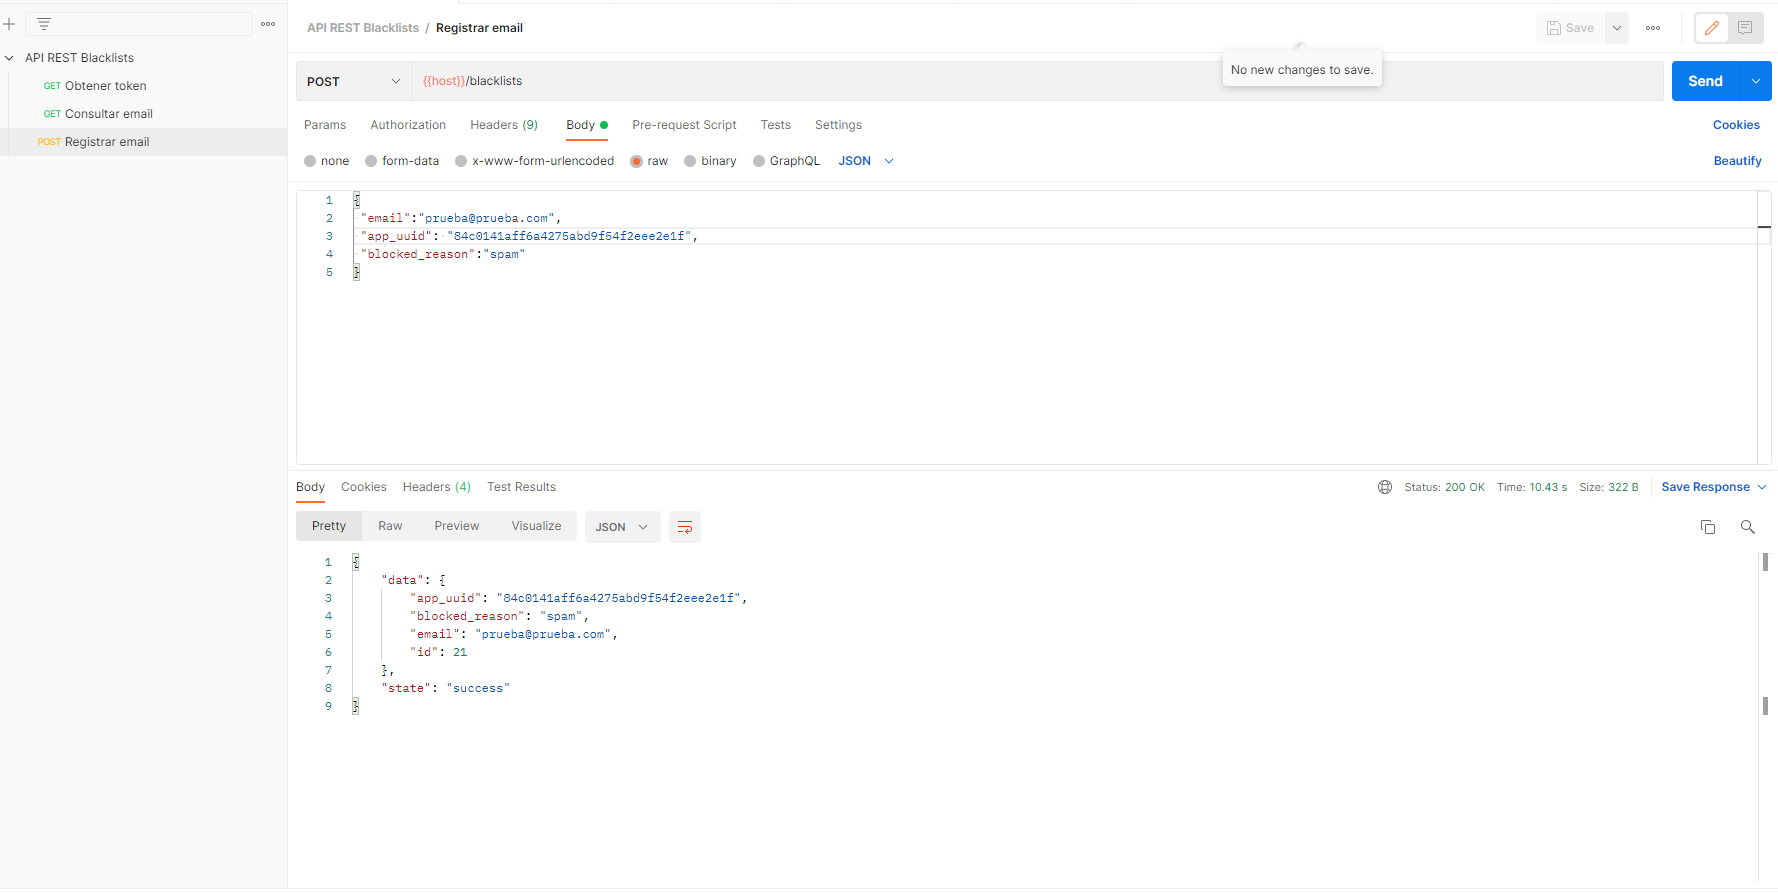 API REST Blacklists
GET Obtener token
GET Consultar email
POST Registrar email
API REST Blacklists / Registrar email
Save
No new changes to save.
POST {{host}}/blacklists
Send
Params Authorization Headers (9) Body Pre-request Script Tests Settings Cookies
none form-data x-www-form-urlencoded raw binary GraphQL JSON Beautify
1 {
2 "email":"prueba@prueba.com",
3 "app_uuid": "84c0141aff6a4275abd9f54f2eee2e1f",
4 "blocked_reason":"spam"
5 }
Body Cookies Headers (4) Test Results Status: 200 OK Time: 10.43 s Size: 322 B Save Response
Pretty Raw Preview Visualize JSON
1 {
2 "data": {
3 "app_uuid": "84c0141aff6a4275abd9f54f2eee2e1f",
4 "blocked_reason": "spam",
5 "email": "prueba@prueba.com",
6 "id": 21
7 },
8 "state": "success"
9 }